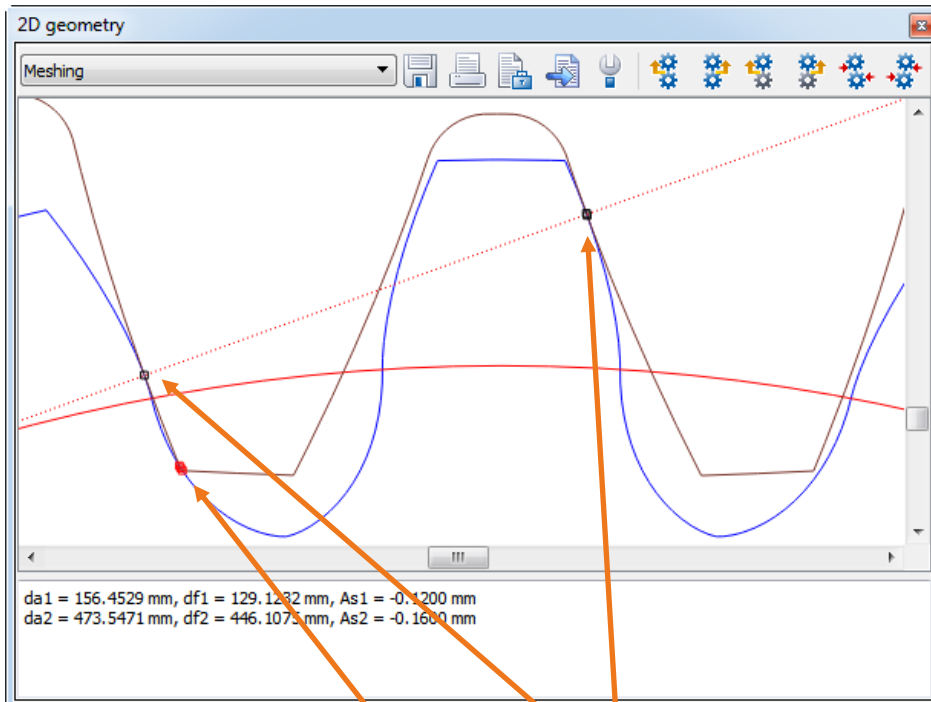 2D geometry
Meshing
da1 = 156.4529 mm, df1 = 129.1232 mm, As1 = -0.1200 mm
da2 = 473.5471 mm, df2 = 446.1075 mm, As2 = -0.1600 mm